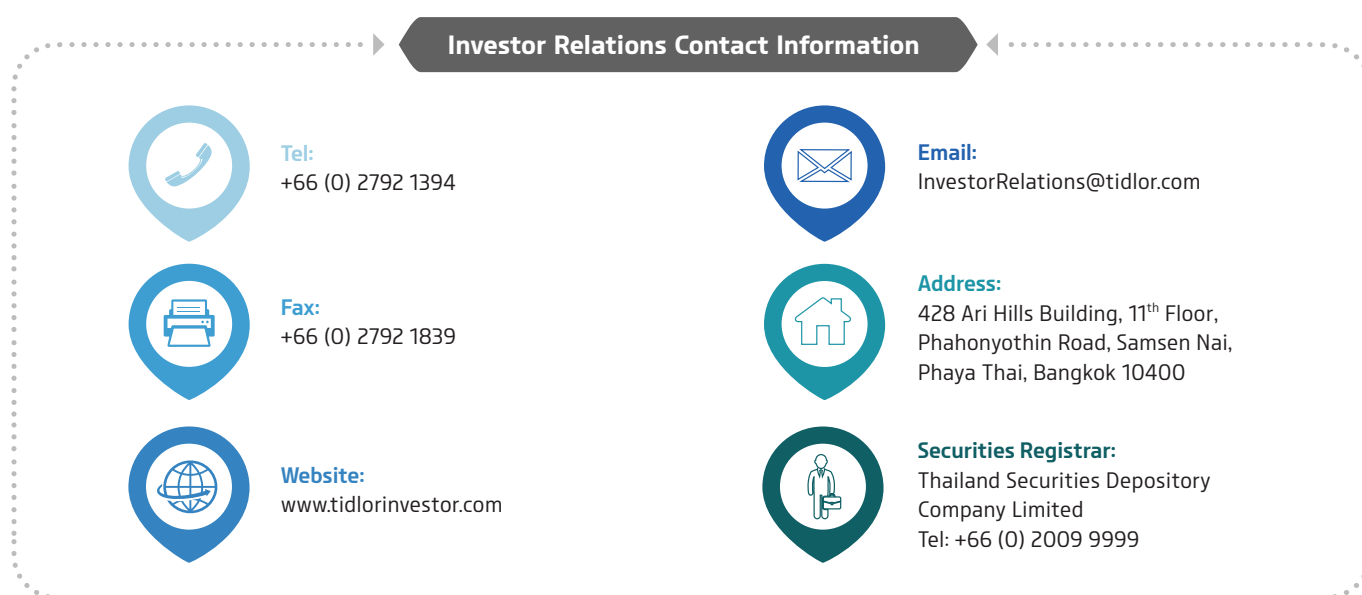 Investor Relations Contact Information
Tel:
+66 (0) 2792 1394
Fax:
+66 (0) 2792 1839
Website:
www.tidlorinvestor.com
Email:
InvestorRelations@tidlor.com
Address:
428 Ari Hills Building, 11th Floor,
Phahonyothin Road, Samsen Nai,
Phaya Thai, Bangkok 10400
Securities Registrar:
Thailand Securities Depository
Company Limited
Tel: +66 (0) 2009 9999